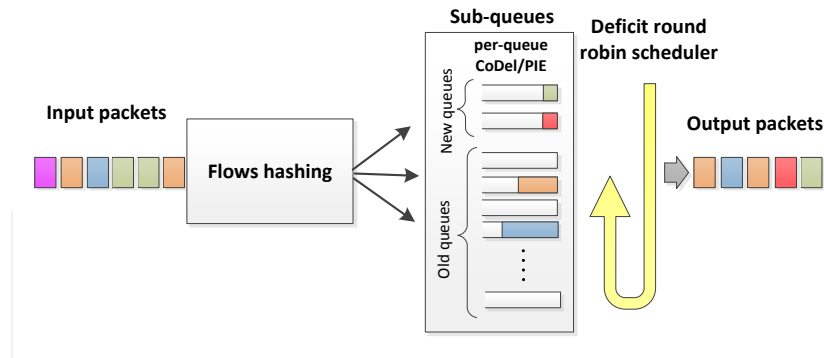 Sub-queues
Deficit round
robin scheduler
per-queue
CoDel/PIE
Input packets
New queues
Output packets
Flows hashing
Old queues